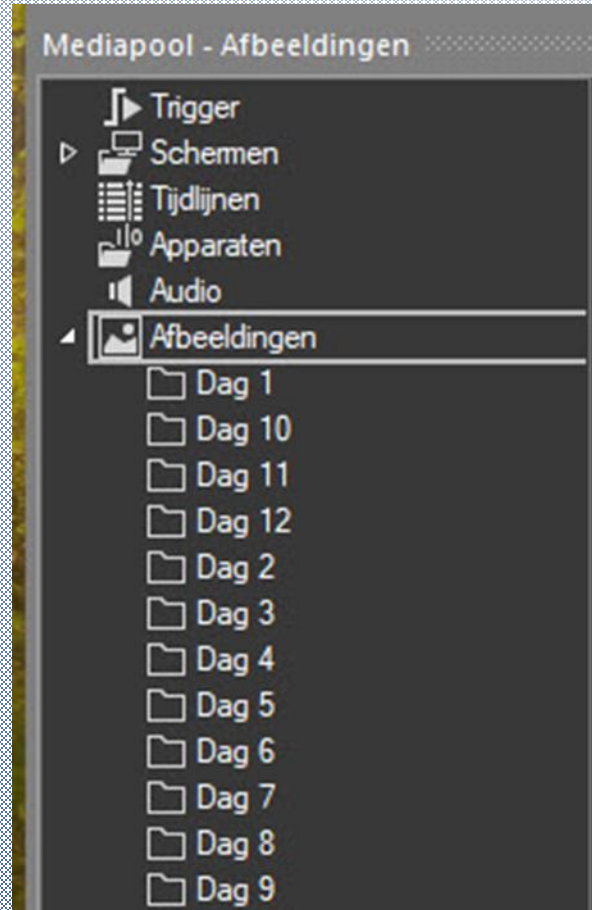 Mediapool - Afbeeldingen
Trigger
Schermen
Tijdlijnen
Apparaten
Audio
Afbeeldingen
Dag 1
Dag 10
Dag 11
Dag 12
Dag 2
Dag 3
Dag 4
Dag 5
Dag 6
Dag 7
Dag 8
Dag 9